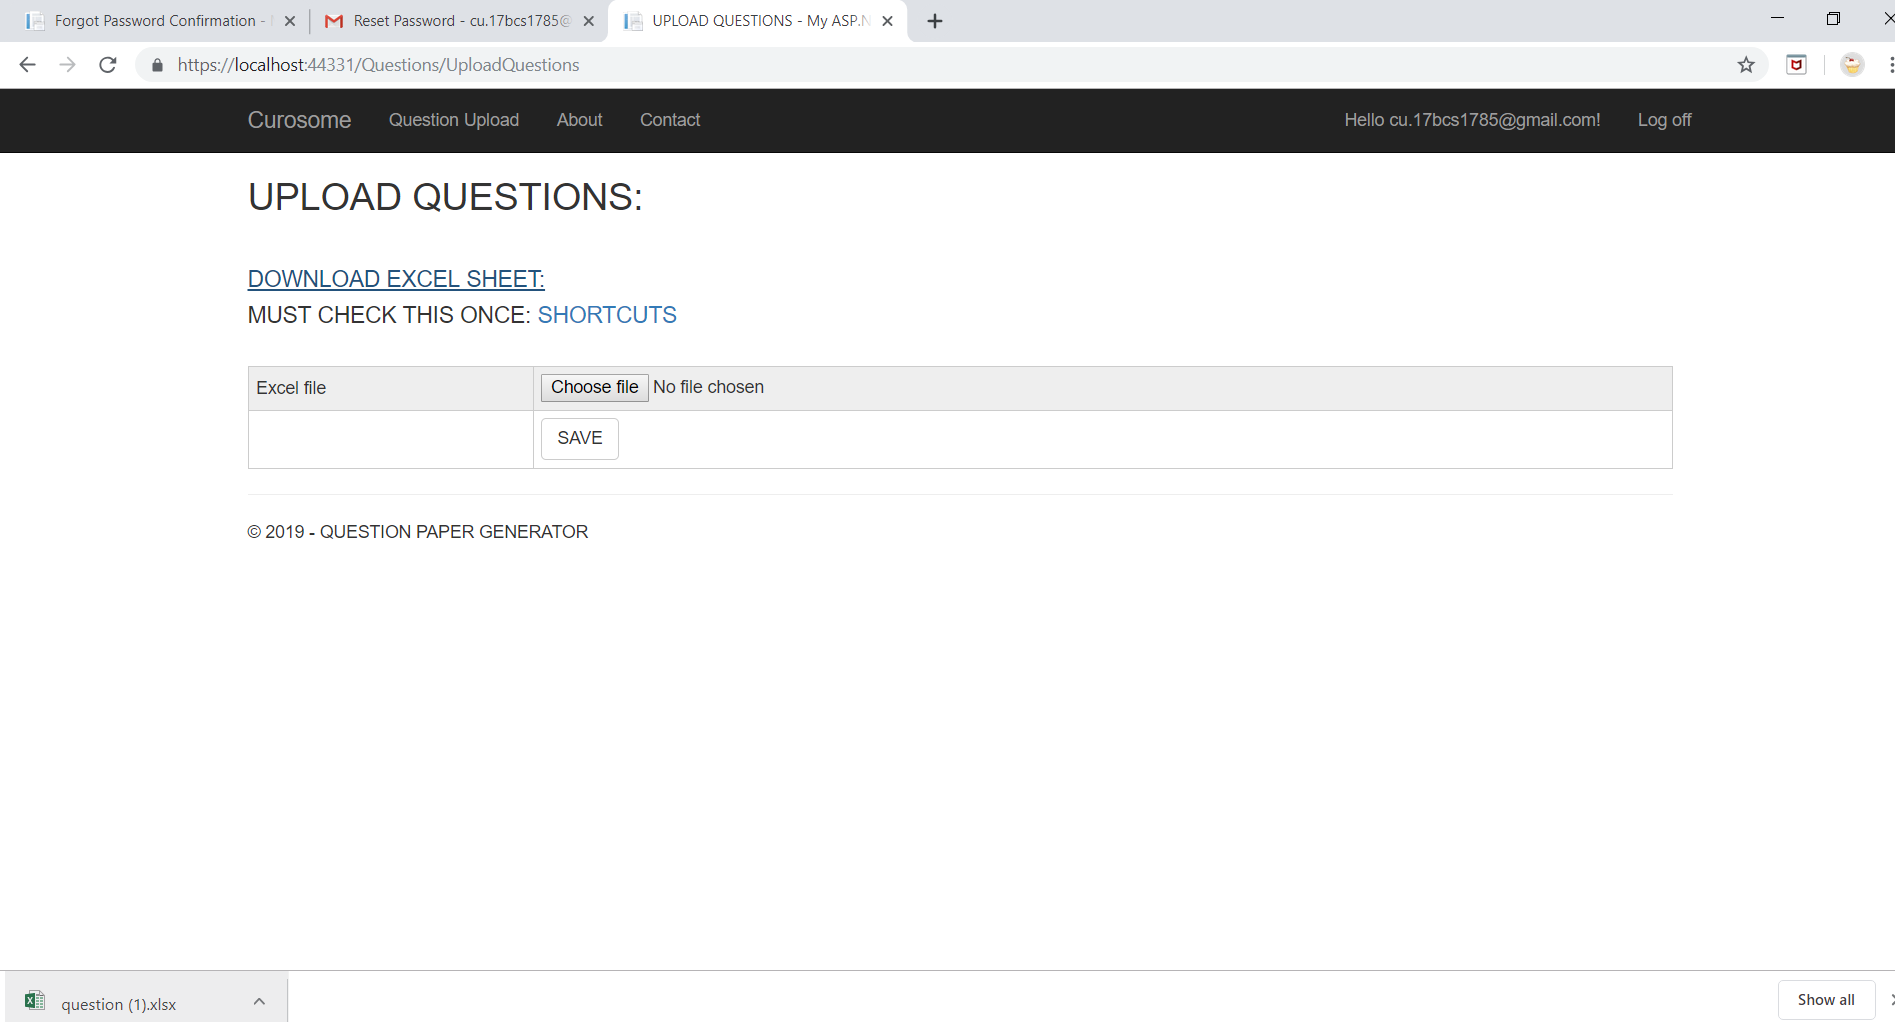 Forgot Password Confirmation -
Reset Password - cu.17bcs1785@
UPLOAD QUESTIONS - My ASP.N
https://localhost:44331/Questions/UploadQuestions
Curosome Question Upload About Contact Hello cu.17bcs1785@gmail.com! Log off
UPLOAD QUESTIONS:
DOWNLOAD EXCEL SHEET:
MUST CHECK THIS ONCE: SHORTCUTS
Excel file Choose file No file chosen
SAVE
© 2019 - QUESTION PAPER GENERATOR
question (1).xlsx Show all